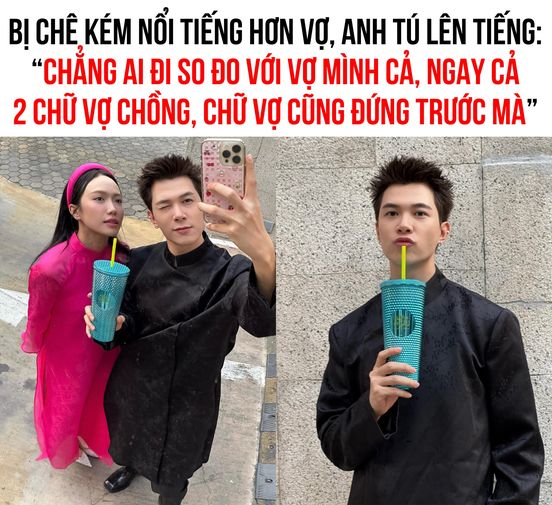 BỊ CHÊ KÉM NỔI TIẾNG HƠN VỢ, ANH TÚ LÊN TIẾNG:
“CHẲNG AI ĐI SO ĐO VỚI VỢ MÌNH CẢ, NGAY CẢ
2 CHỮ VỢ CHỒNG, CHỮ VỢ CŨNG ĐỨNG TRƯỚC MÀ”